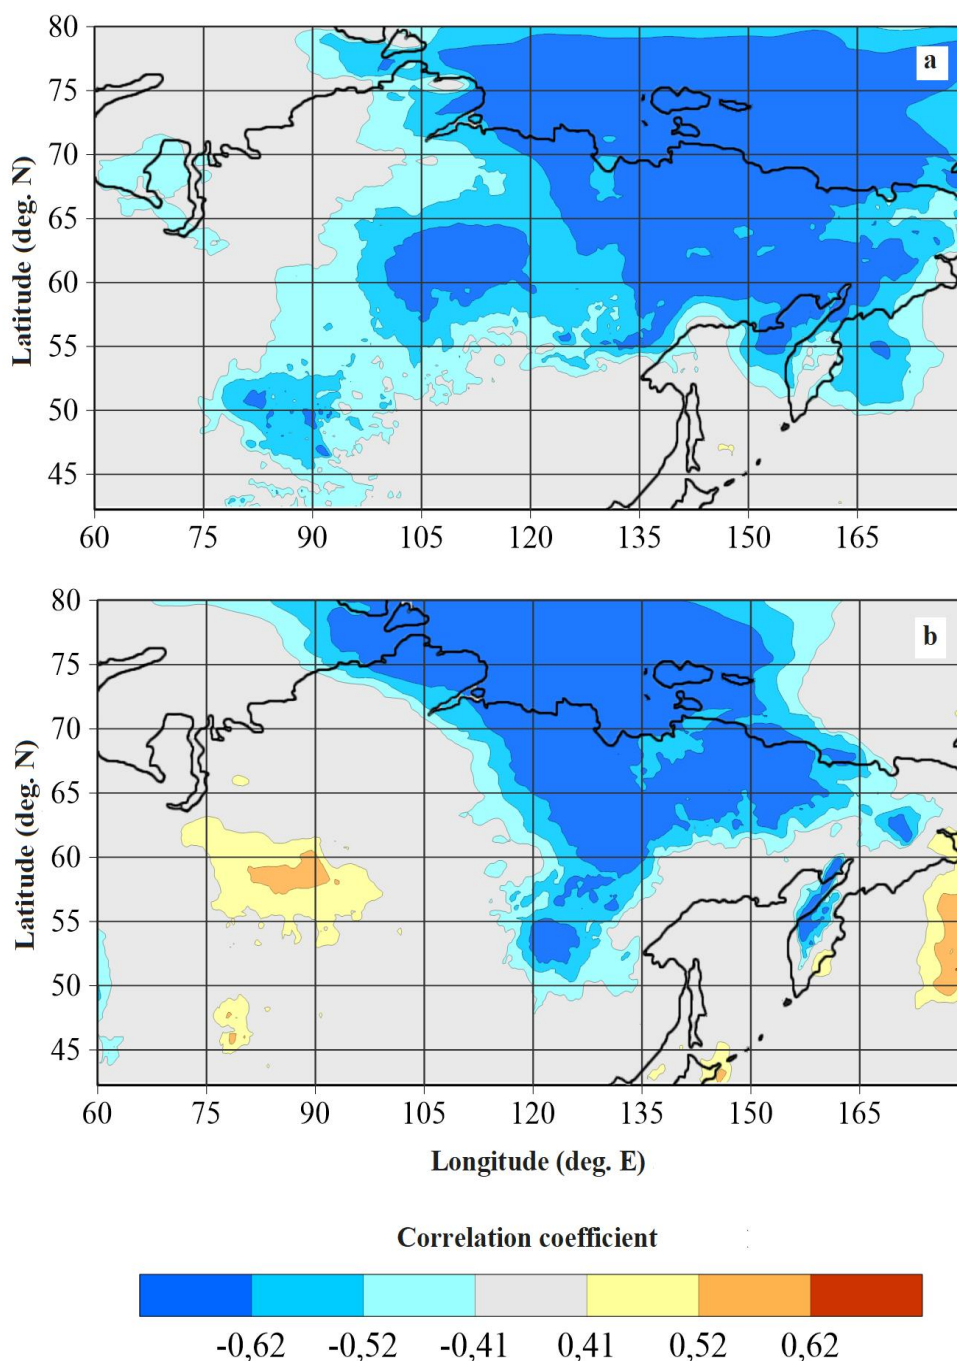 80
75
70
65
60
55
50
45
Latitude (deg. N)
a
60 75 90 105 120 135 150 165
80
75
70
65
60
55
50
45
Latitude (deg. N)
b
60 75 90 105 120 135 150 165
Longitude (deg. E)
Correlation coefficient
-0,62 -0,52 -0,41 0,41 0,52 0,62